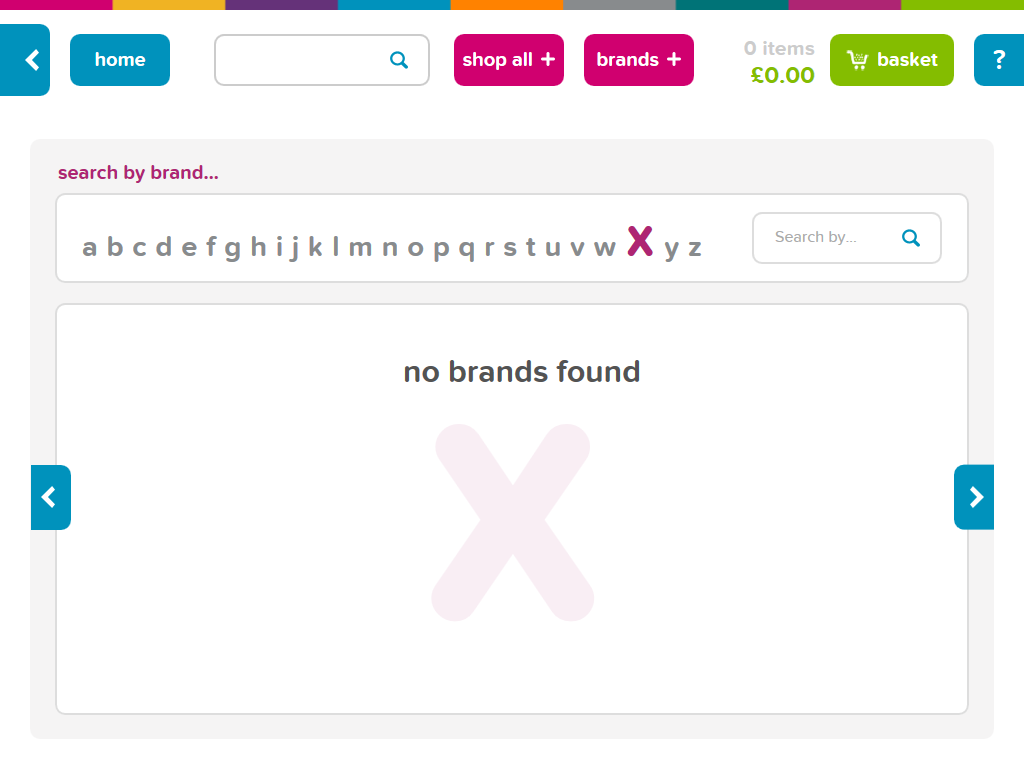 home
shop all +
brands +
0 items
£0.00
basket
?
search by brand...
a b c d e f g h i j k l m n o p q r s t u v w x y z
Search by...
no brands found
x